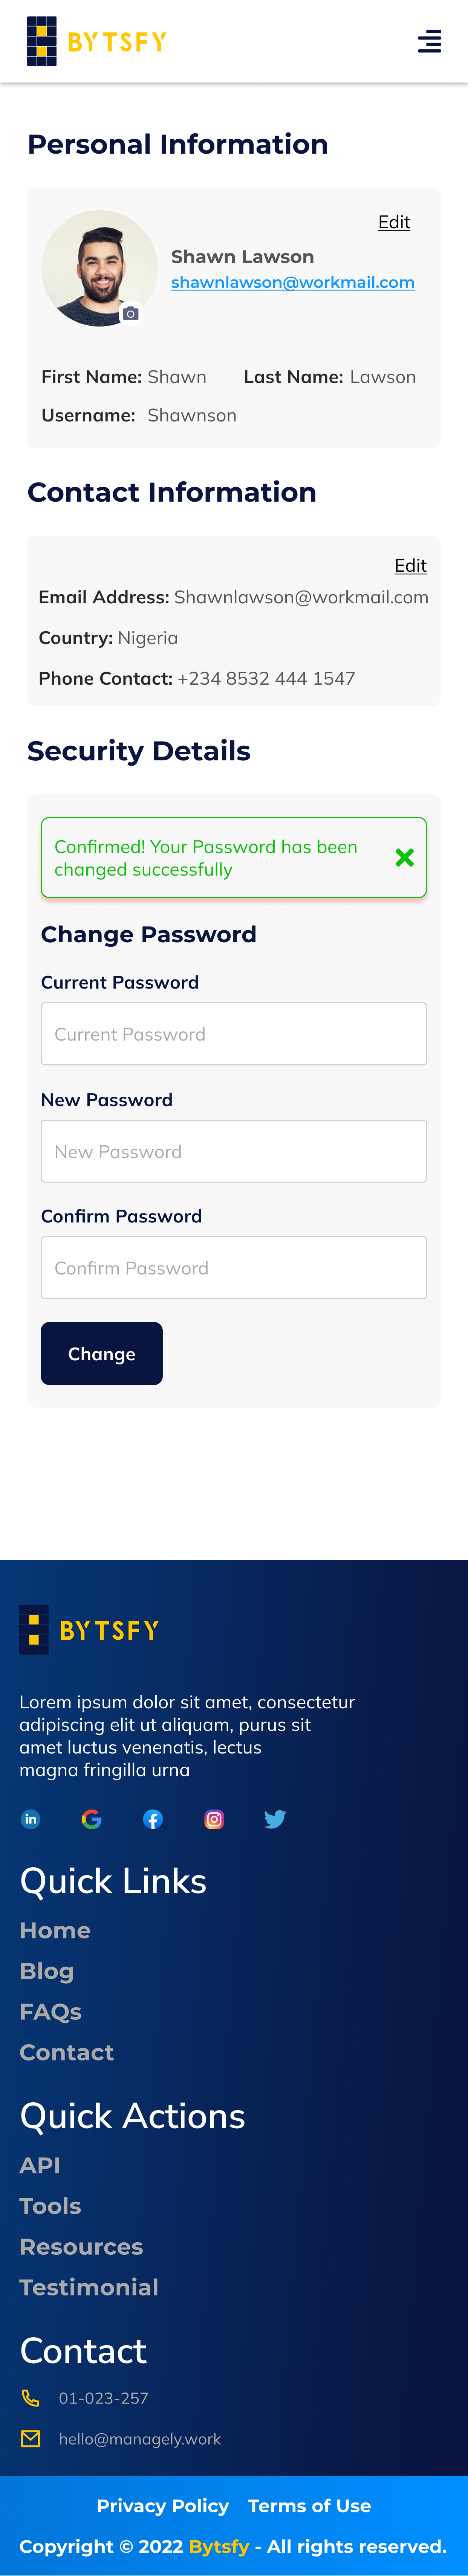 BYTSFY
Personal Information
Edit
Shawn Lawson
shawnlawson@workmail.com
First Name: Shawn Last Name: Lawson
Username: Shawnson
Contact Information
Edit
Email Address: Shawnlawson@workmail.com
Country: Nigeria
Phone Contact: +234 8532 444 1547
Security Details
Confirmed! Your Password has been
changed successfully
Change Password
Current Password
Current Password
New Password
New Password
Confirm Password
Confirm Password
Change
BYTSFY
Lorem ipsum dolor sit amet, consectetur
adipiscing elit ut aliquam, purus sit
amet luctus venenatis, lectus
magna fringilla urna
Quick Links
Home
Blog
FAQs
Contact
Quick Actions
API
Tools
Resources
Testimonial
Contact
01-023-257
hello@managely.work
Privacy Policy Terms of Use
Copyright © 2022 Bytsfy - All rights reserved.